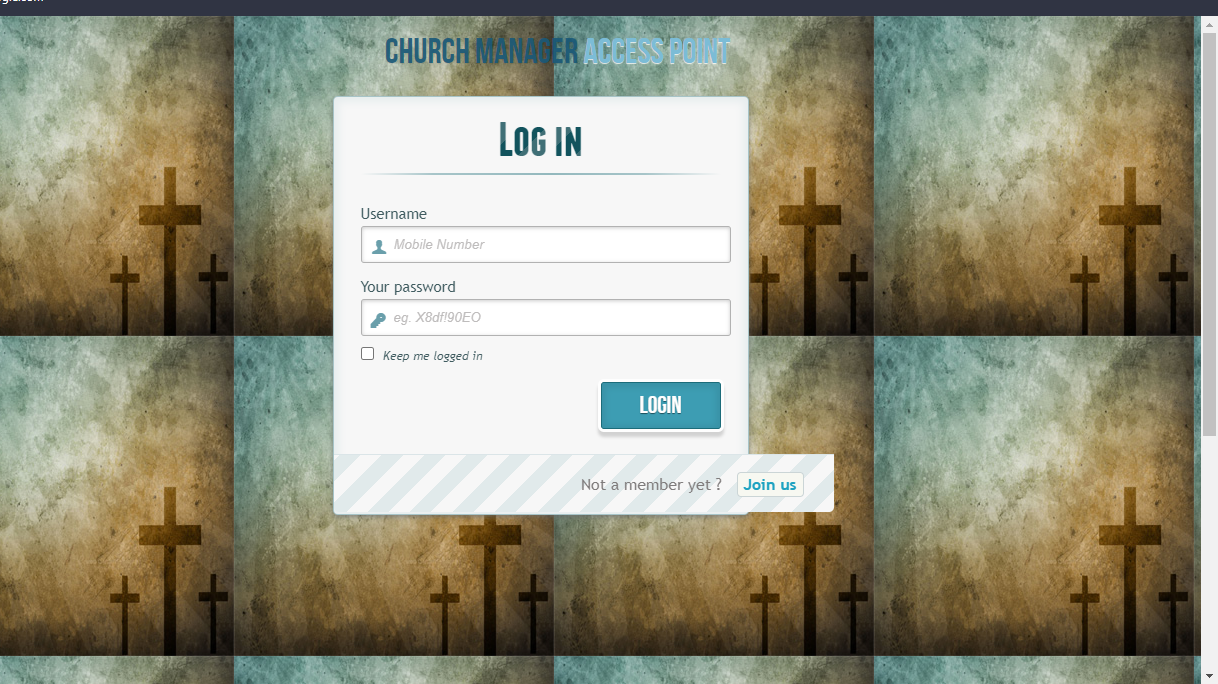 CHURCH MANAGER ACCESS POINT
LOG IN
Username
Mobile Number
Your password
eg. X8df!90EO
Keep me logged in
LOGIN
Not a member yet ? Join us